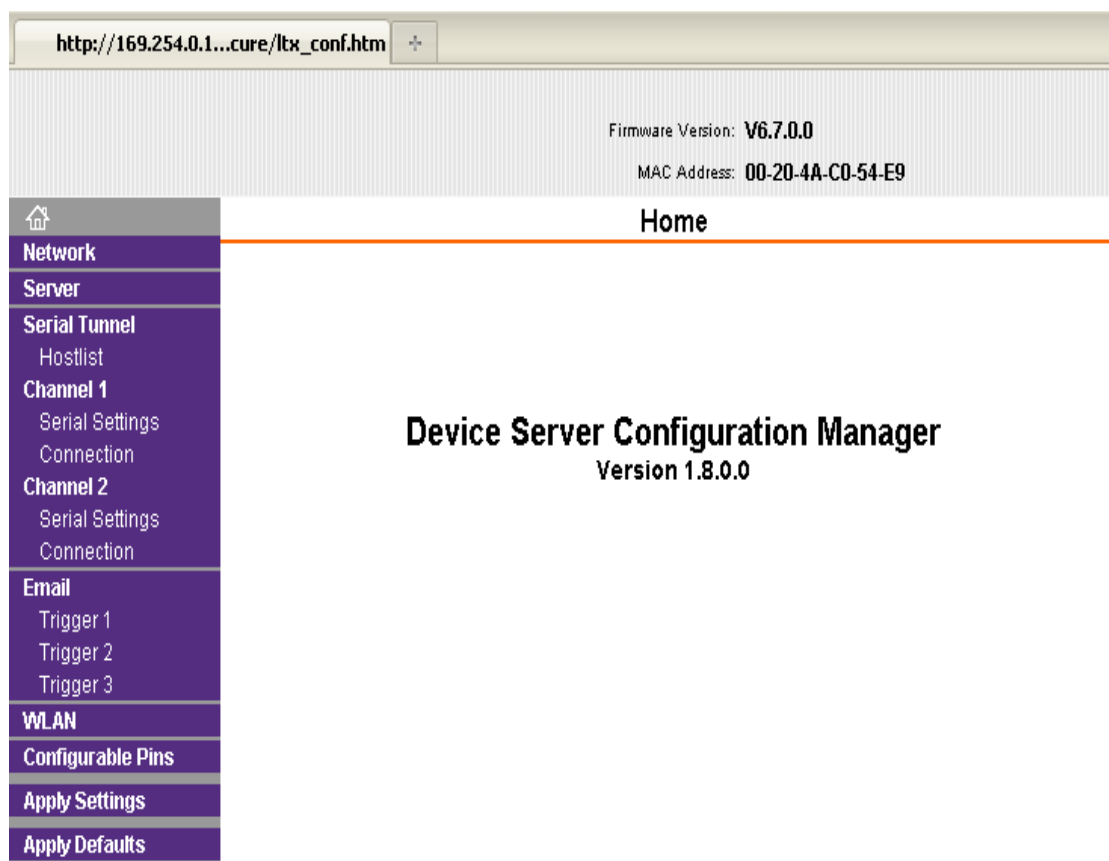 http://169.254.0.1...cure/ltx_conf.htm
Firmware Version: V6.7.0.0
MAC Address: 00-20-4A-C0-54-E9
Home
Network
Server
Serial Tunnel
Hostlist
Channel 1
Serial Settings
Connection
Channel 2
Serial Settings
Connection
Email
Trigger 1
Trigger 2
Trigger 3
WLAN
Configurable Pins
Apply Settings
Apply Defaults
Device Server Configuration Manager
Version 1.8.0.0